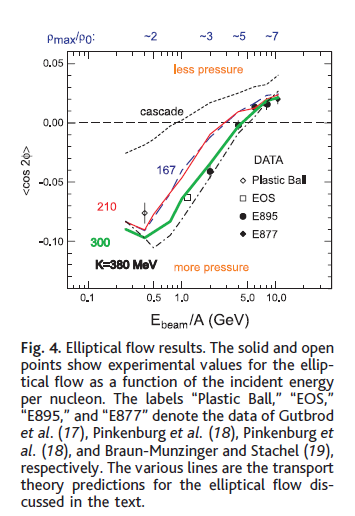 ρmax/ρ0: ~2 ~3 ~5 ~7
0.05
less pressure
cascade
0.00
167
DATA
Plastic Ball
-0.05
EOS
210
E895
E877
-0.10
300
K=380 MeV
more pressure
<cos 2φ>
0.1 0.5 1.0 5.0 10.0
Ebeam/A (GeV)
Fig. 4. Elliptical flow results. The solid and open
points show experimental values for the ellip-
tical flow as a function of the incident energy
per nucleon. The labels “Plastic Ball,” “EOS,”
“E895,” and “E877” denote the data of Gutbrod
et al. (17), Pinkenburg et al. (18), Pinkenburg et
al. (18), and Braun-Munzinger and Stachel (19),
respectively. The various lines are the transport
theory predictions for the elliptical flow dis-
cussed in the text.